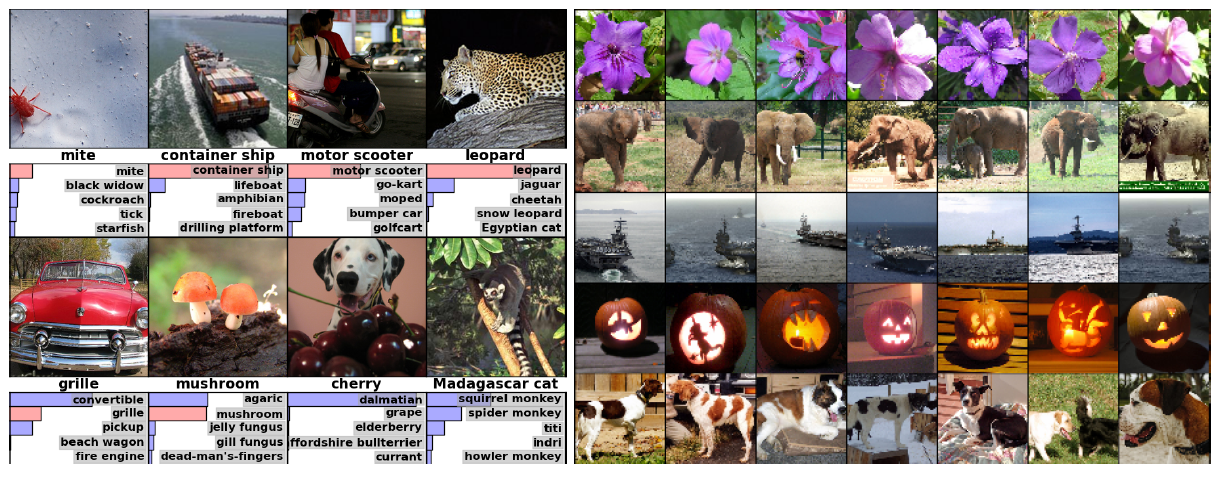 mite container ship motor scooter leopard
mite container ship motor scooter leopard
black widow lifeboat go-kart jaguar
cockroach amphibian moped cheetah
tick fireboat bumper car snow leopard
starfish drilling platform golfcart Egyptian cat
grille mushroom cherry Madagascar cat
convertible agaric dalmatian squirrel monkey
grille mushroom grape spider monkey
pickup jelly fungus elderberry titi
beach wagon gill fungus ffordshire bullterrier indri
fire engine dead-man's-fingers currant howler monkey